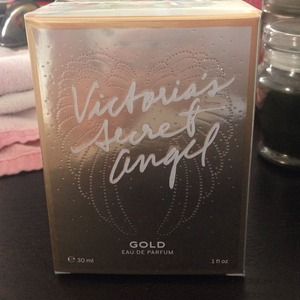 Victoria's
Secret
Angel
GOLD
EAU DE PARFUM
℮ 30 ml 1 fl oz